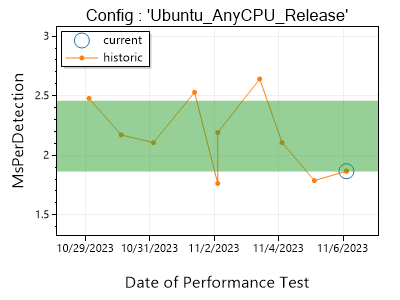 Config : 'Ubuntu_AnyCPU_Release'
current
historic
MsPerDetection
3
2.5
2
1.5
10/29/2023 10/31/2023 11/2/2023 11/4/2023 11/6/2023
Date of Performance Test